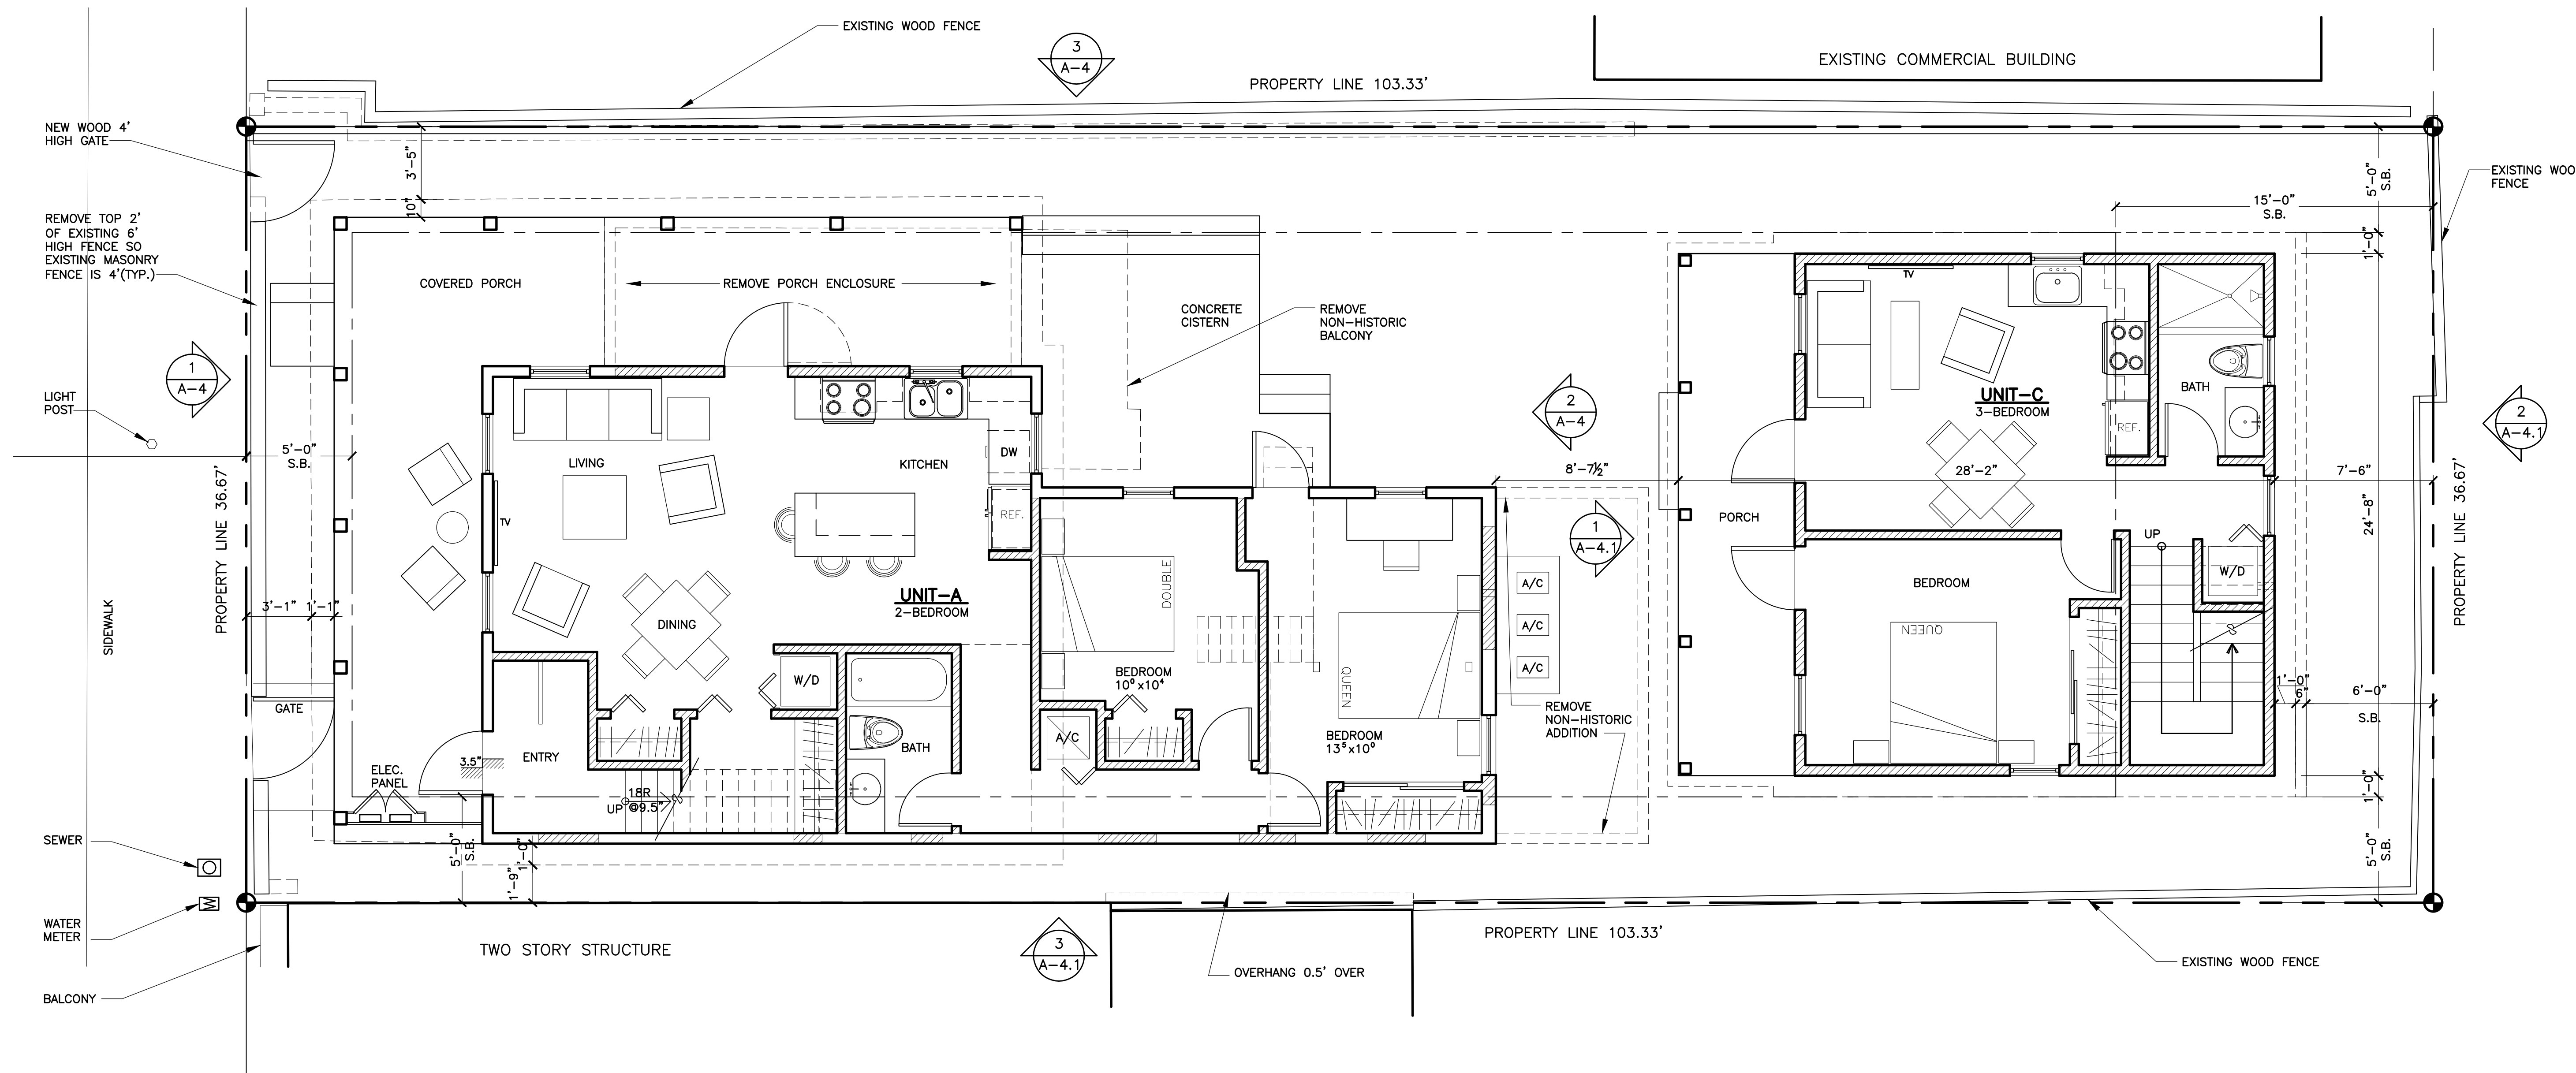 EXISTING WOOD FENCE
3
A-4
PROPERTY LINE 103.33'
EXISTING COMMERCIAL BUILDING
NEW WOOD 4'
HIGH GATE
REMOVE TOP 2'
OF EXISTING 6'
HIGH FENCE SO
EXISTING MASONRY
FENCE IS 4'(TYP.)
LIGHT
POST
SIDEWALK
SEWER
WATER
METER
BALCONY
1
A-4
PROPERTY LINE 36.67'
5'-0"
S.B.
3'-1"
1'-1"
3'-5"
10"
GATE
ELEC.
PANEL
3.5"
COVERED PORCH
REMOVE PORCH ENCLOSURE
CONCRETE
CISTERN
REMOVE
NON-HISTORIC
BALCONY
LIVING
TV
KITCHEN
DW
REF.
UNIT-A
2-BEDROOM
DINING
ENTRY
W/D
BATH
UP
18R
@9.5"
A/C
DOUBLE
BEDROOM
10⁰x10⁴
QUEEN
BEDROOM
13⁵x10⁰
5'-0"
S.B.
1'-0"
1'-9"
A/C
A/C
A/C
REMOVE
NON-HISTORIC
ADDITION
2
A-4
8'-7½"
1
A-4.1
PORCH
TV
UNIT-C
3-BEDROOM
REF.
BATH
28'-2"
UP
W/D
BEDROOM
QUEEN
15'-0"
S.B.
5'-0"
S.B.
1'-0"
7'-6"
24'-8"
1'-0"
6"
6'-0"
S.B.
1'-0"
5'-0"
S.B.
EXISTING WOO
FENCE
2
A-4.1
PROPERTY LINE 36.67'
TWO STORY STRUCTURE
3
A-4.1
OVERHANG 0.5' OVER
PROPERTY LINE 103.33'
EXISTING WOOD FENCE